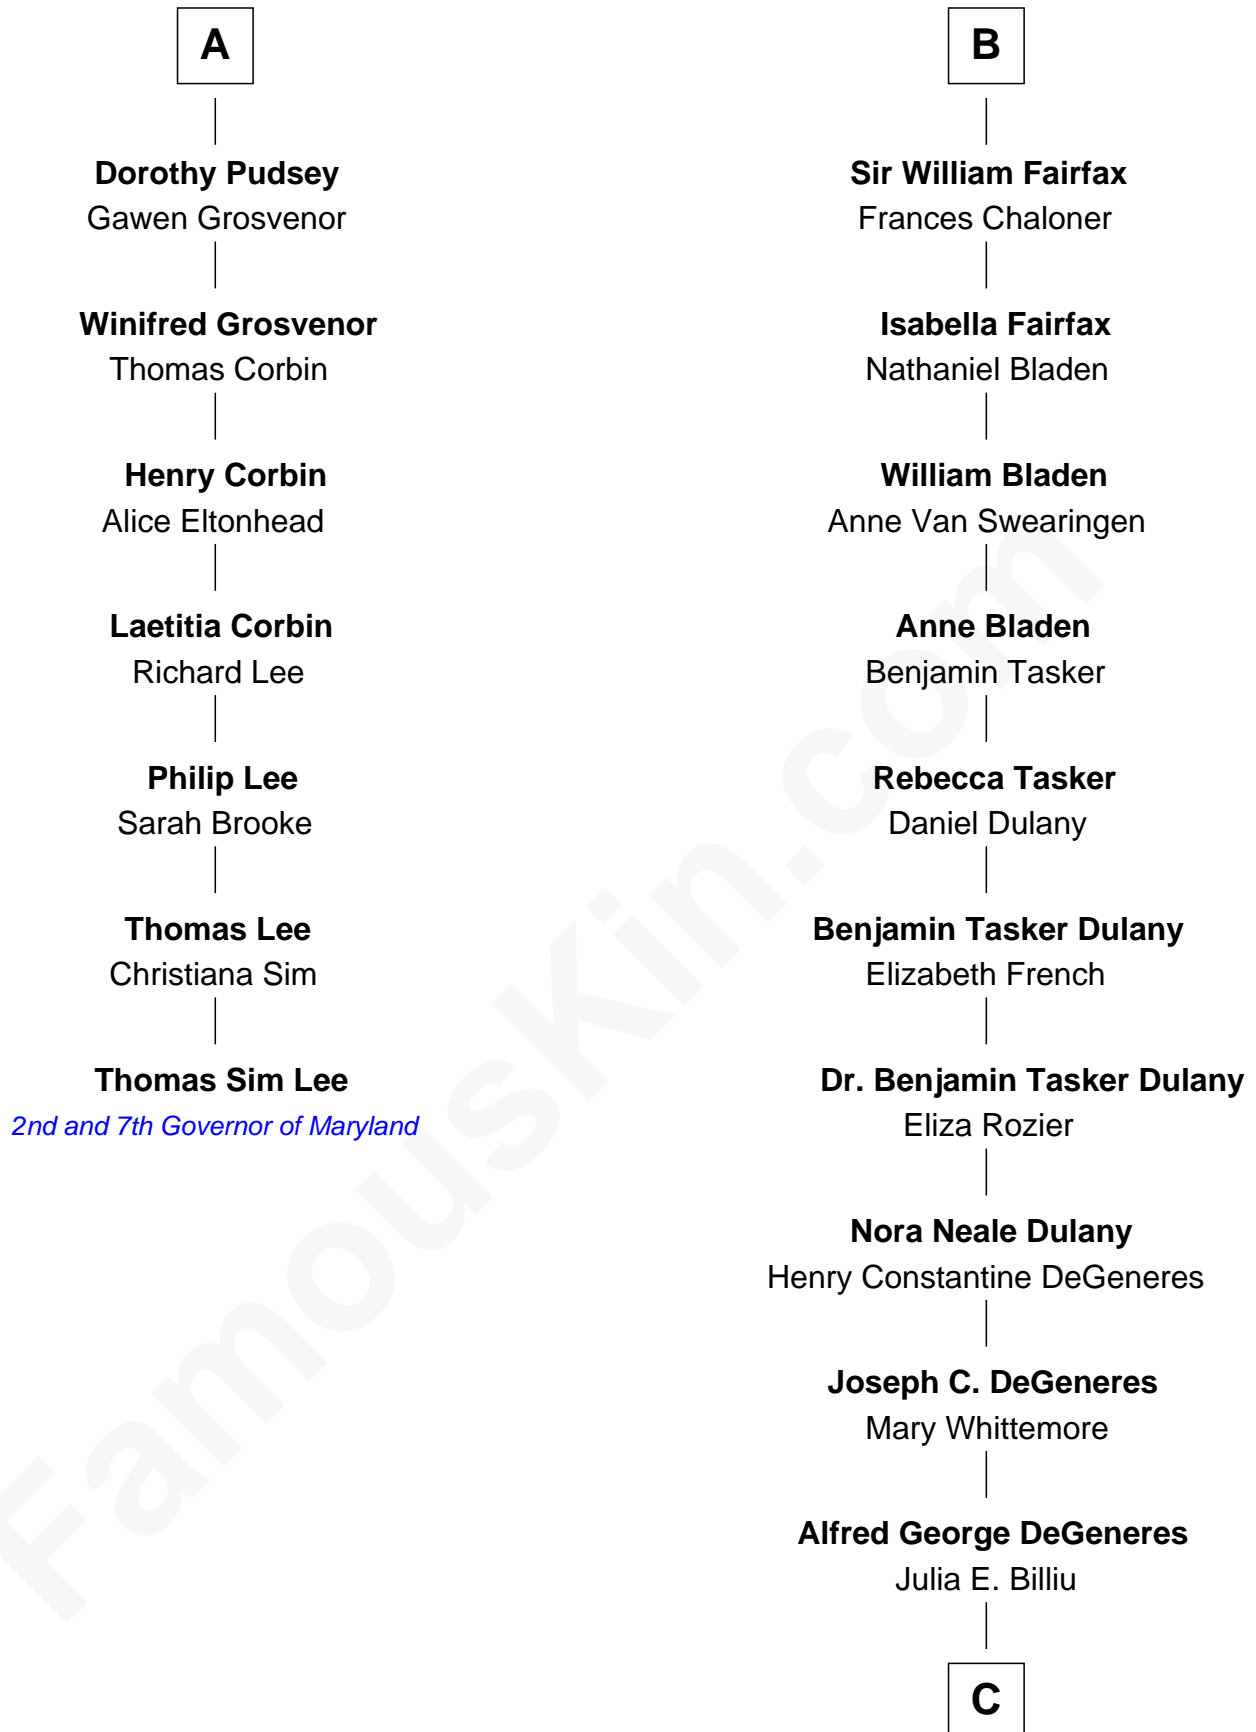 A
Dorothy Pudsey
Gawen Grosvenor
Winifred Grosvenor
Thomas Corbin
Henry Corbin
Alice Eltonhead
Laetitia Corbin
Richard Lee
Philip Lee
Sarah Brooke
Thomas Lee
Christiana Sim
Thomas Sim Lee
2nd and 7th Governor of Maryland
B
Sir William Fairfax
Frances Chaloner
Isabella Fairfax
Nathaniel Bladen
William Bladen
Anne Van Swearingen
Anne Bladen
Benjamin Tasker
Rebecca Tasker
Daniel Dulany
Benjamin Tasker Dulany
Elizabeth French
Dr. Benjamin Tasker Dulany
Eliza Rozier
Nora Neale Dulany
Henry Constantine DeGeneres
Joseph C. DeGeneres
Mary Whittemore
Alfred George DeGeneres
Julia E. Billiu
C
FamousKin.com